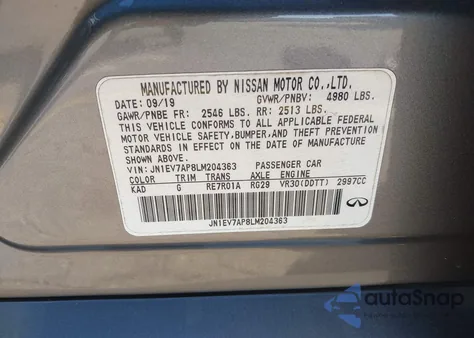 MANUFACTURED BY NISSAN MOTOR CO.,LTD.
DATE: 09/19 GVWR/PNBV: 4980 LBS.
GAWR/PNBE FR: 2546 LBS. RR: 2513 LBS.
THIS VEHICLE CONFORMS TO ALL APPLICABLE FEDERAL
MOTOR VEHICLE SAFETY,BUMPER,AND THEFT PREVENTION
STANDARDS IN EFFECT ON THE DATE OF MANUFACTURE
SHOWN ABOVE.
VIN: JN1EV7AP8LM204363 PASSENGER CAR
COLOR TRIM TRANS AXLE ENGINE
KAD G RE7R01A RG29 VR30(DDTT) 2997CC
JN1EV7AP8LM204363
INFINITI
autoSnap